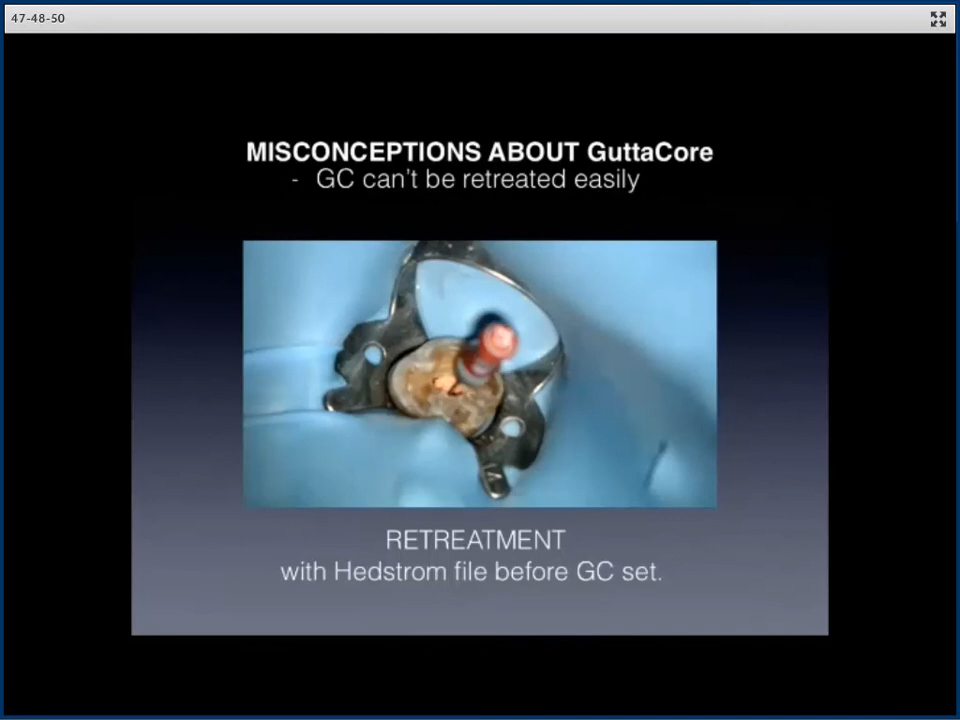 47-48-50
MISCONCEPTIONS ABOUT GuttaCore
- GC can't be retreated easily
RETREATMENT
with Hedstrom file before GC set.